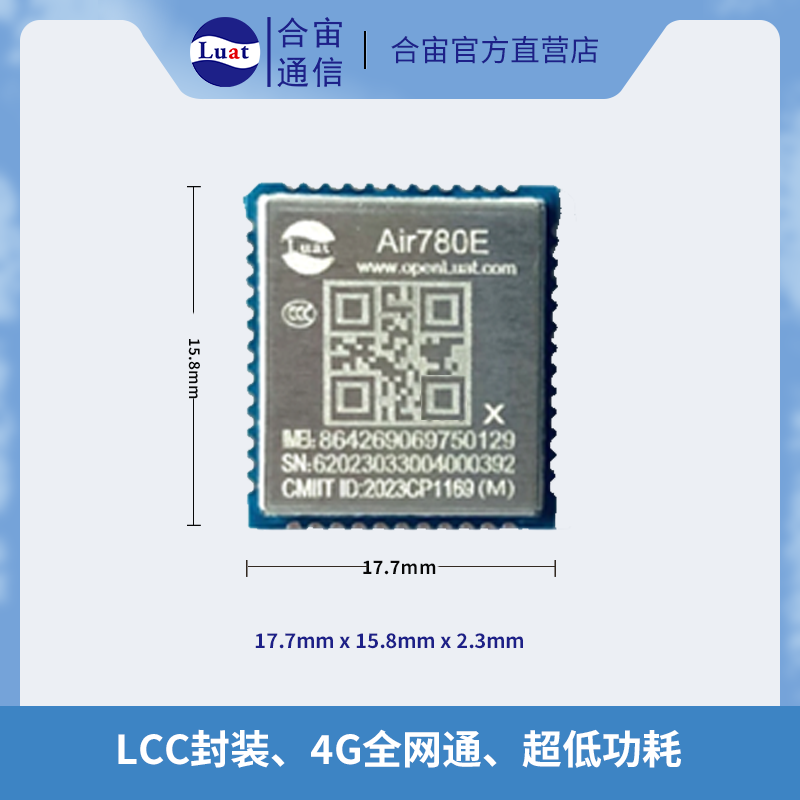 Luat
合宙
通信
合宙官方直营店
Luat
Air780E
www.openLuat.com
CCC
X
IMEI:864269069750129
SN:62023033004000392
CMIIT ID:2023CP1169(M)
15.8mm
17.7mm
17.7mm x 15.8mm x 2.3mm
LCC封装、4G全网通、超低功耗